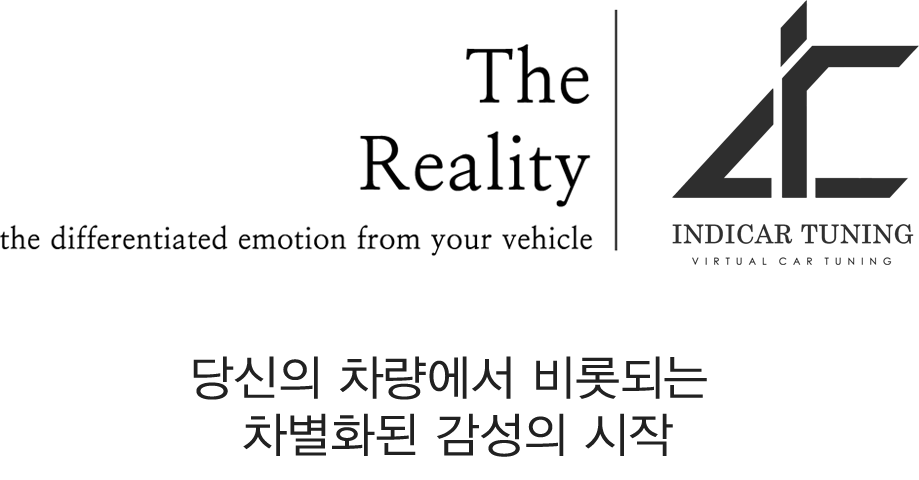 The
Reality
the differentiated emotion from your vehicle
INDICAR TUNING
VIRTUAL CAR TUNING
당신의 차량에서 비롯되는
차별화된 감성의 시작